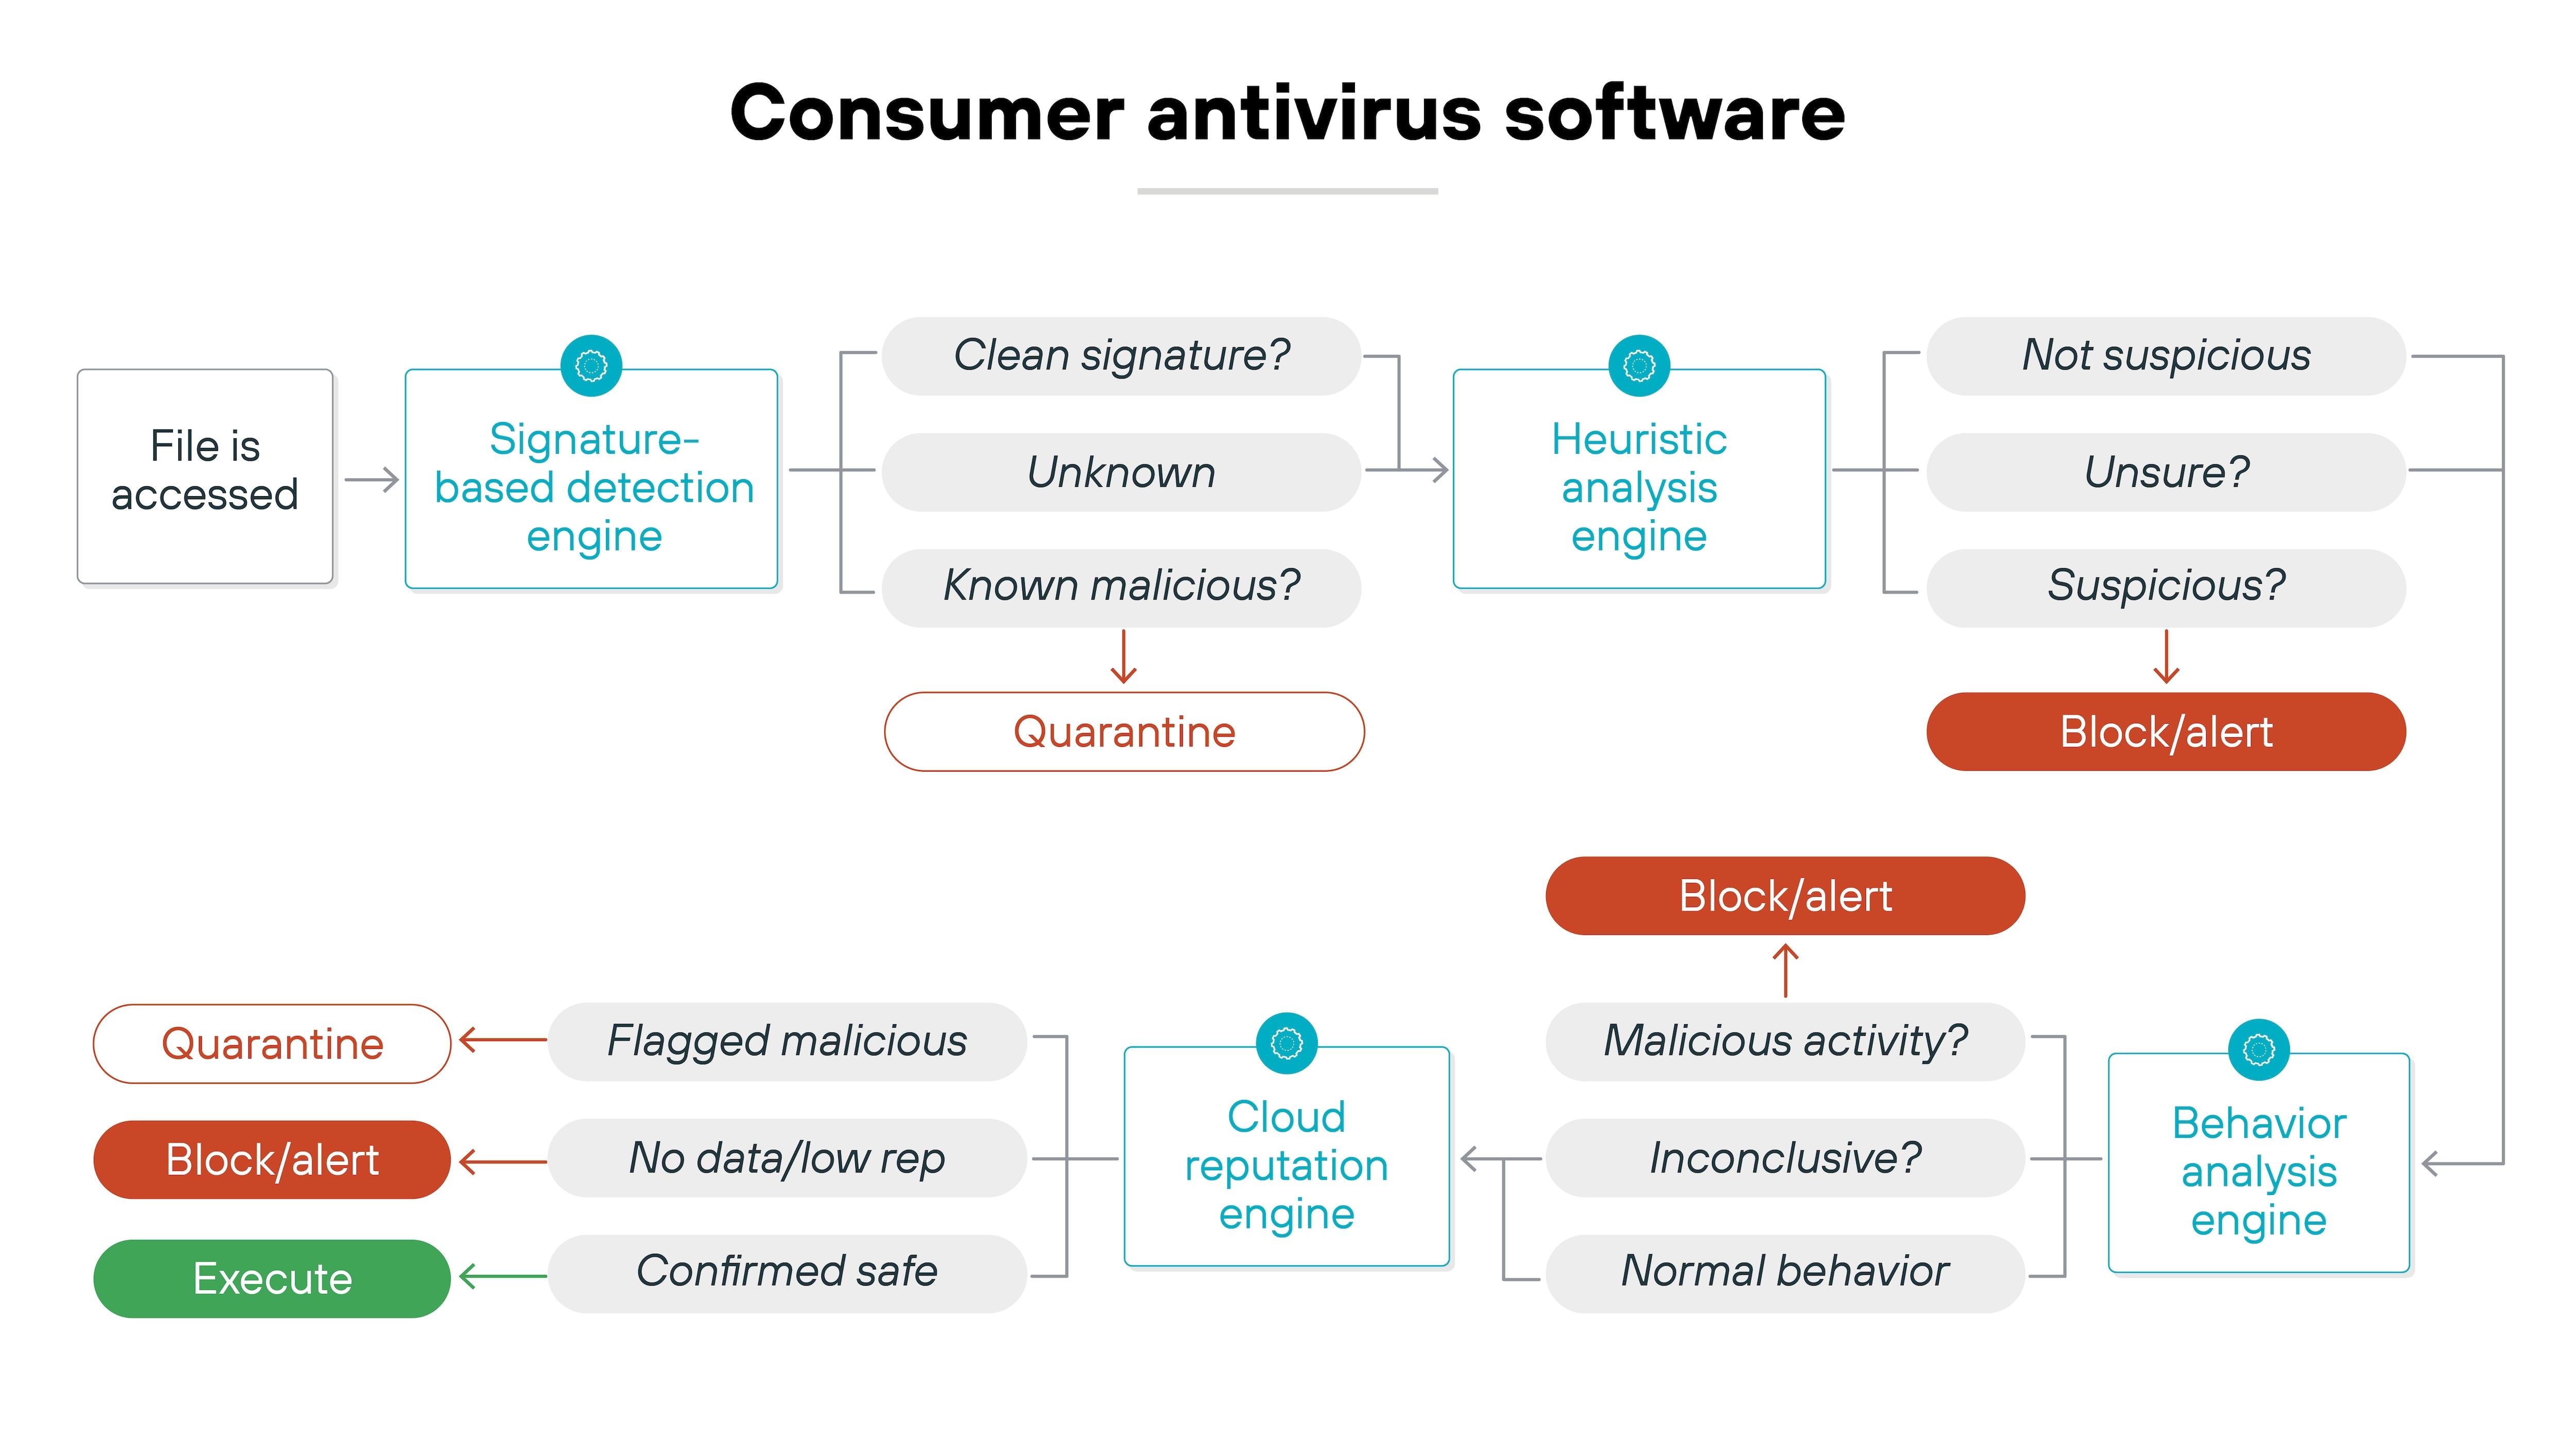 Consumer antivirus software
File is
accessed
Signature-
based detection
engine
Clean signature?
Unknown
Known malicious?
Quarantine
Heuristic
analysis
engine
Not suspicious
Unsure?
Suspicious?
Block/alert
Behavior
analysis
engine
Block/alert
Malicious activity?
Inconclusive?
Normal behavior
Cloud
reputation
engine
Flagged malicious
No data/low rep
Confirmed safe
Quarantine
Block/alert
Execute